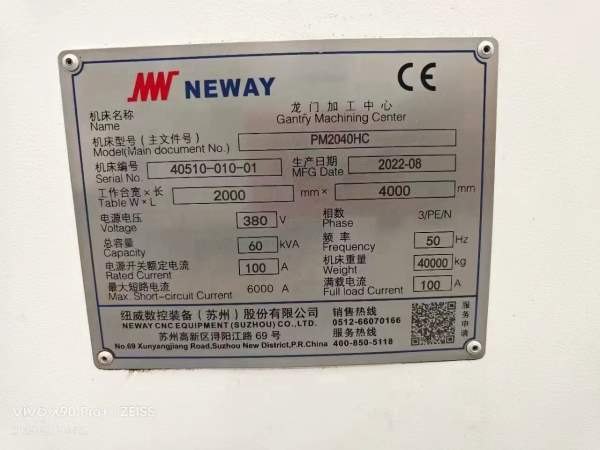 NEWAY
CE
机床名称 龙门加工中心
Name Gantry Machining Center
机床型号 (主文件号) PM2040HC
Model(Main document No.)
机床编号 40510-010-01 生产日期 2022-08
Serial No. MFG Date
工作台宽×长 2000 mm× 4000 mm
Table W×L
电源电压 380 V 相数 3/PE/N
Voltage Phase
总容量 60 kVA 频率 50 Hz
Capacity Frequency
电源开关额定电流 100 A 机床重量 40000 kg
Rated Current Weight
最大短路电流 6000 A 满载电流 100 A
Max. Short-circuit Current Full load Current
纽威数控装备（苏州）股份有限公司 销售热线
NEWAY CNC EQUIPMENT (SUZHOU) CO., LTD. 0512-66070166
苏州高新区浔阳江路 69 号 服务热线
No.69 Xunyangjiang Road,Suzhou New District,P.R.China 400-850-5118
服务申请
VIVO X90 Pro+ ZEISS